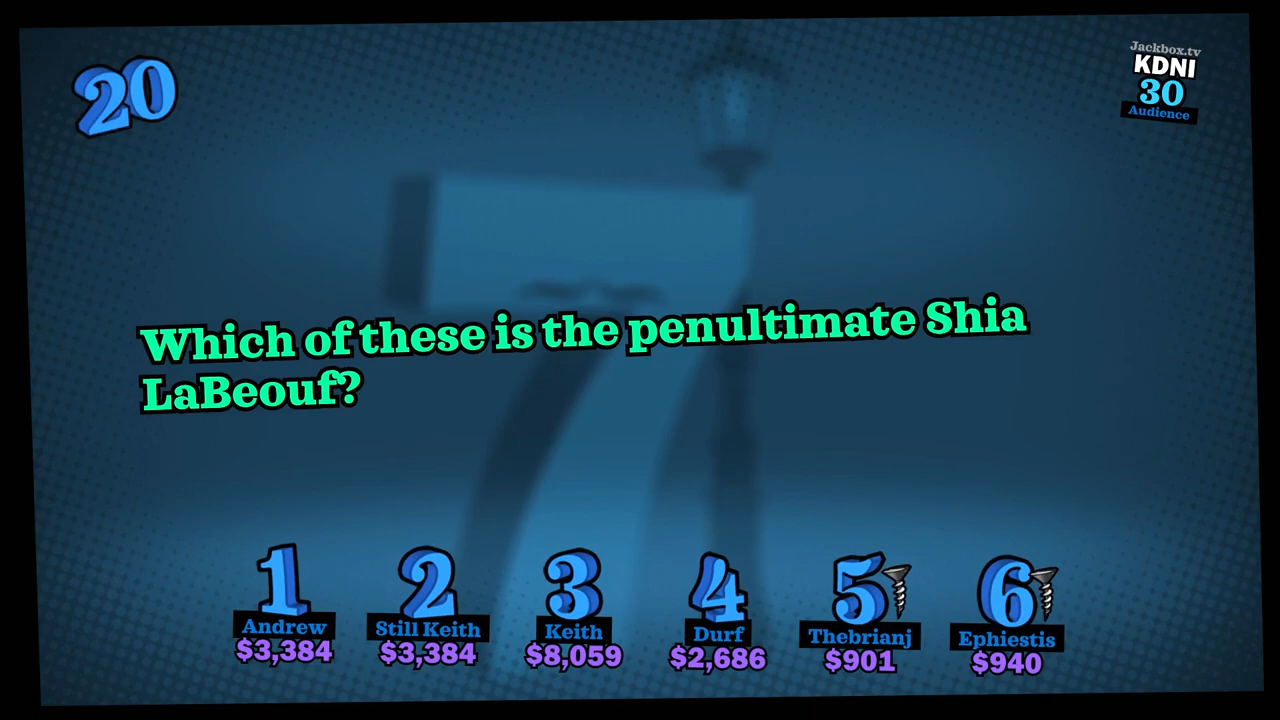 20
Jackbox.tv
KDNI
30
Audience
Which of these is the penultimate Shia
LaBeouf?
1
Andrew
$3,384
2
Still Keith
$3,384
3
Keith
$8,059
4
Durf
$2,686
5
Thebrianj
$901
6
Ephiestis
$940